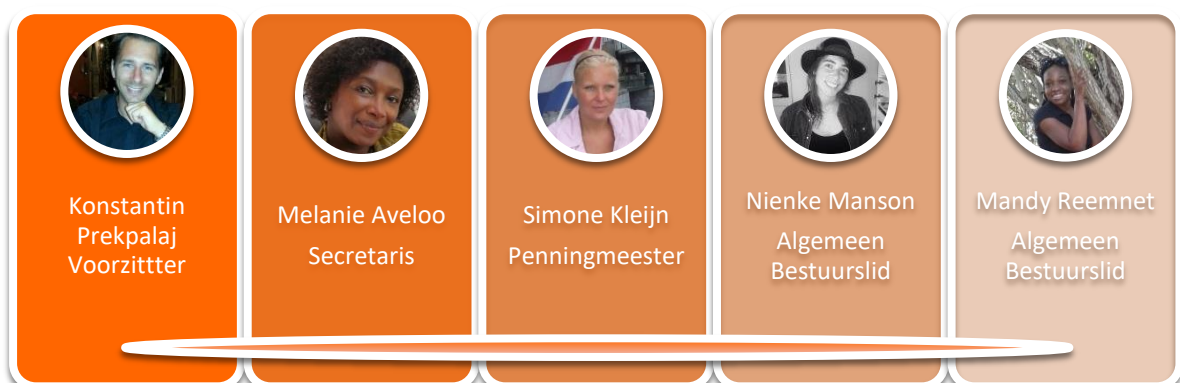 Konstantin
Prekpalaj
Voorzittter
Melanie Aveloo
Secretaris
Simone Kleijn
Penningmeester
Nienke Manson
Algemeen
Bestuurslid
Mandy Reemnet
Algemeen
Bestuurslid